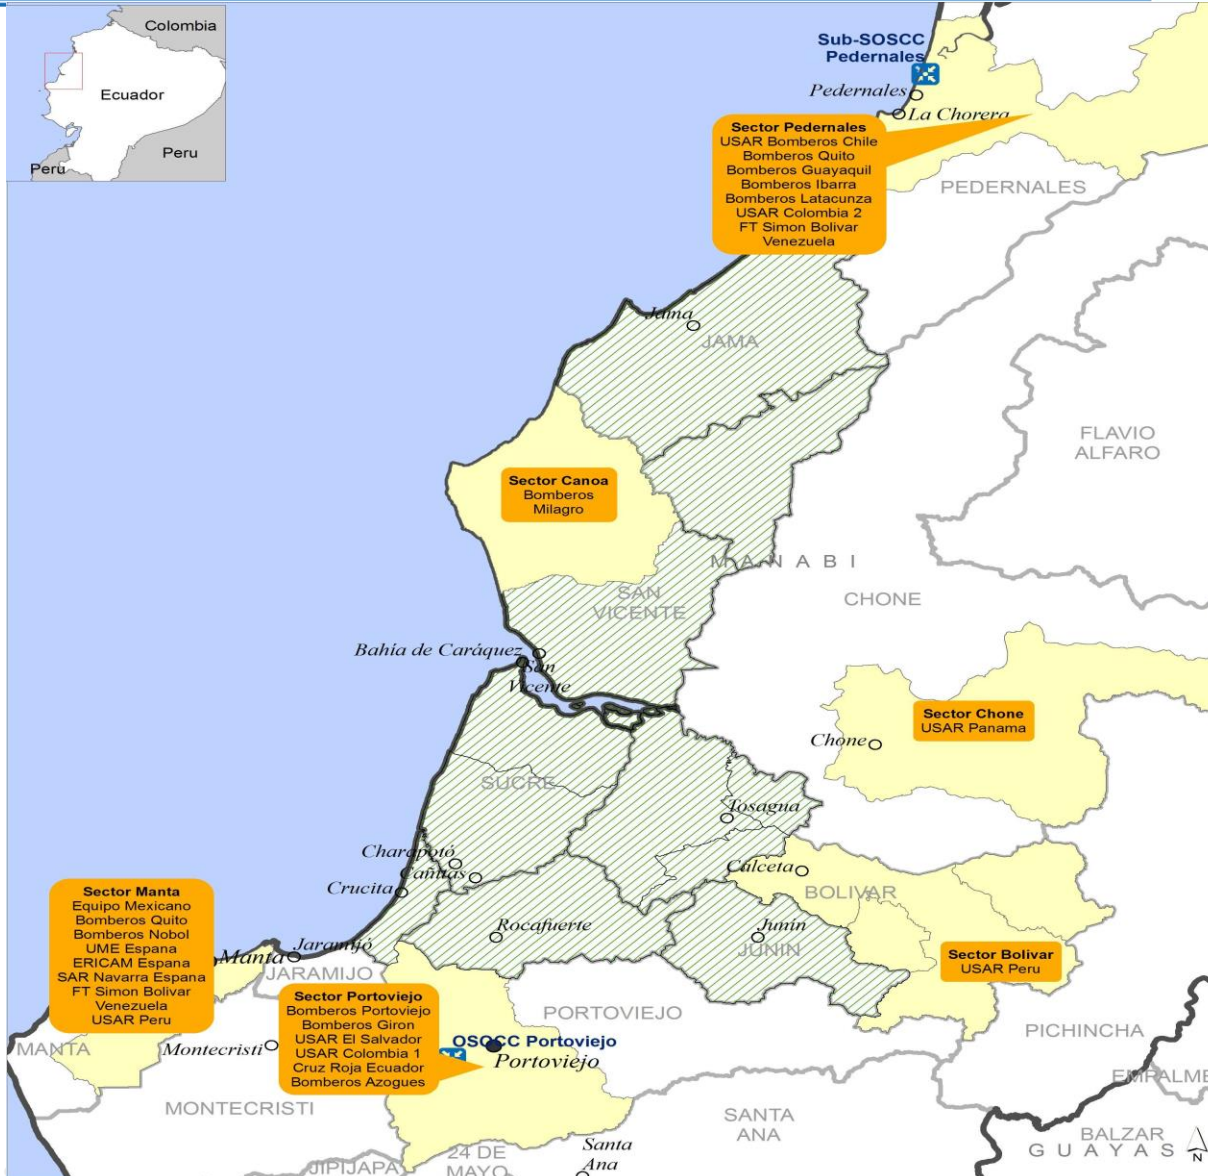 Colombia
Ecuador
Peru
Peru
Sub-SOSCC
Pedernales
Pedernales
La Chorera
Sector Pedernales
USAR Bomberos Chile
Bomberos Quito
Bomberos Guayaquil
Bomberos Ibarra
Bomberos Latacunza
USAR Colombia 2
FT Simon Bolivar
Venezuela
PEDERNALES
Jama
JAMA
FLAVIO
ALFARO
Sector Canoa
Bomberos
Milagro
MANABI
SAN
VICENTE
CHONE
Bahía de Caráquez
San
Vicente
Sector Chone
USAR Panama
Chone
SUCRE
Tosagua
Charapotó
Cañitas
Calceta
Crucita
BOLIVAR
Sector Manta
Equipo Mexicano
Bomberos Quito
Bomberos Nobol
UME Espana
ERICAM Espana
SAR Navarra Espana
FT Simon Bolivar
Venezuela
USAR Peru
Rocafuerte
Junín
JUNIN
Jaramijó
Manta
JARAMIJO
Sector Bolivar
USAR Peru
Sector Portoviejo
Bomberos Portoviejo
Bomberos Giron
USAR El Salvador
USAR Colombia 1
Cruz Roja Ecuador
Bomberos Azogues
PORTOVIEJO
PICHINCHA
OSOCC Portoviejo
Portoviejo
MANTA
Montecristi
EMPALME
MONTECRISTI
SANTA
ANA
BALZAR
GUAYAS
N
Santa
Ana
24 DE
MAYO
JIPIJAPA